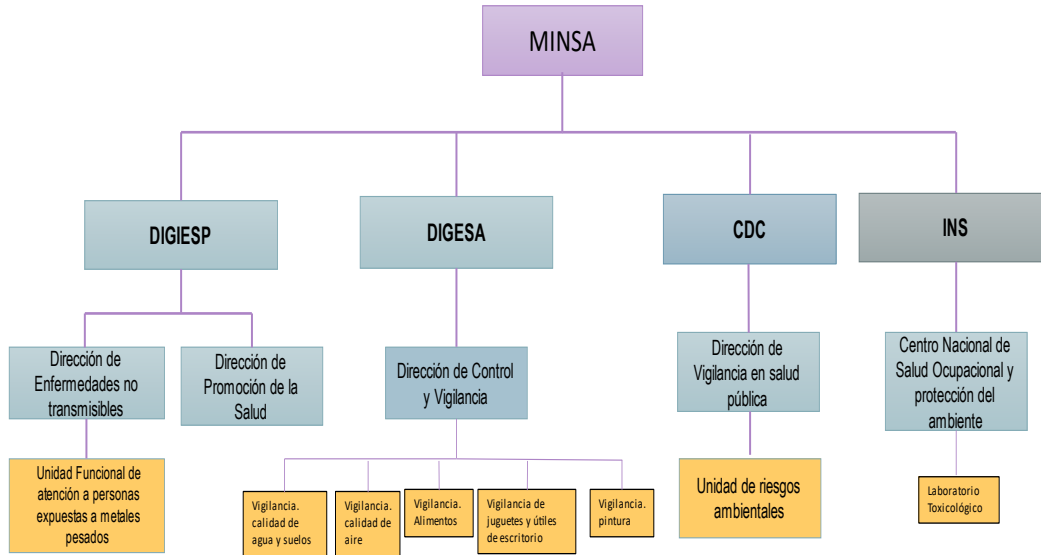 MINSA
DIGIESP
DIGESA
CDC
INS
Dirección de
Enfermedades no
transmisibles
Dirección de
Promoción de la
Salud
Dirección de Control
y Vigilancia
Dirección de
Vigilancia en salud
pública
Centro Nacional de
Salud Ocupacional y
protección del
ambiente
Unidad Funcional de
atención a personas
expuestas a metales
pesados
Vigilancia.
calidad de
agua y suelos
Vigilancia.
calidad de
aire
Vigilancia.
Alimentos
Vigilancia de
juguetes y útiles
de escritorio
Vigilancia.
pintura
Unidad de riesgos
ambientales
Laboratorio
Toxicológico